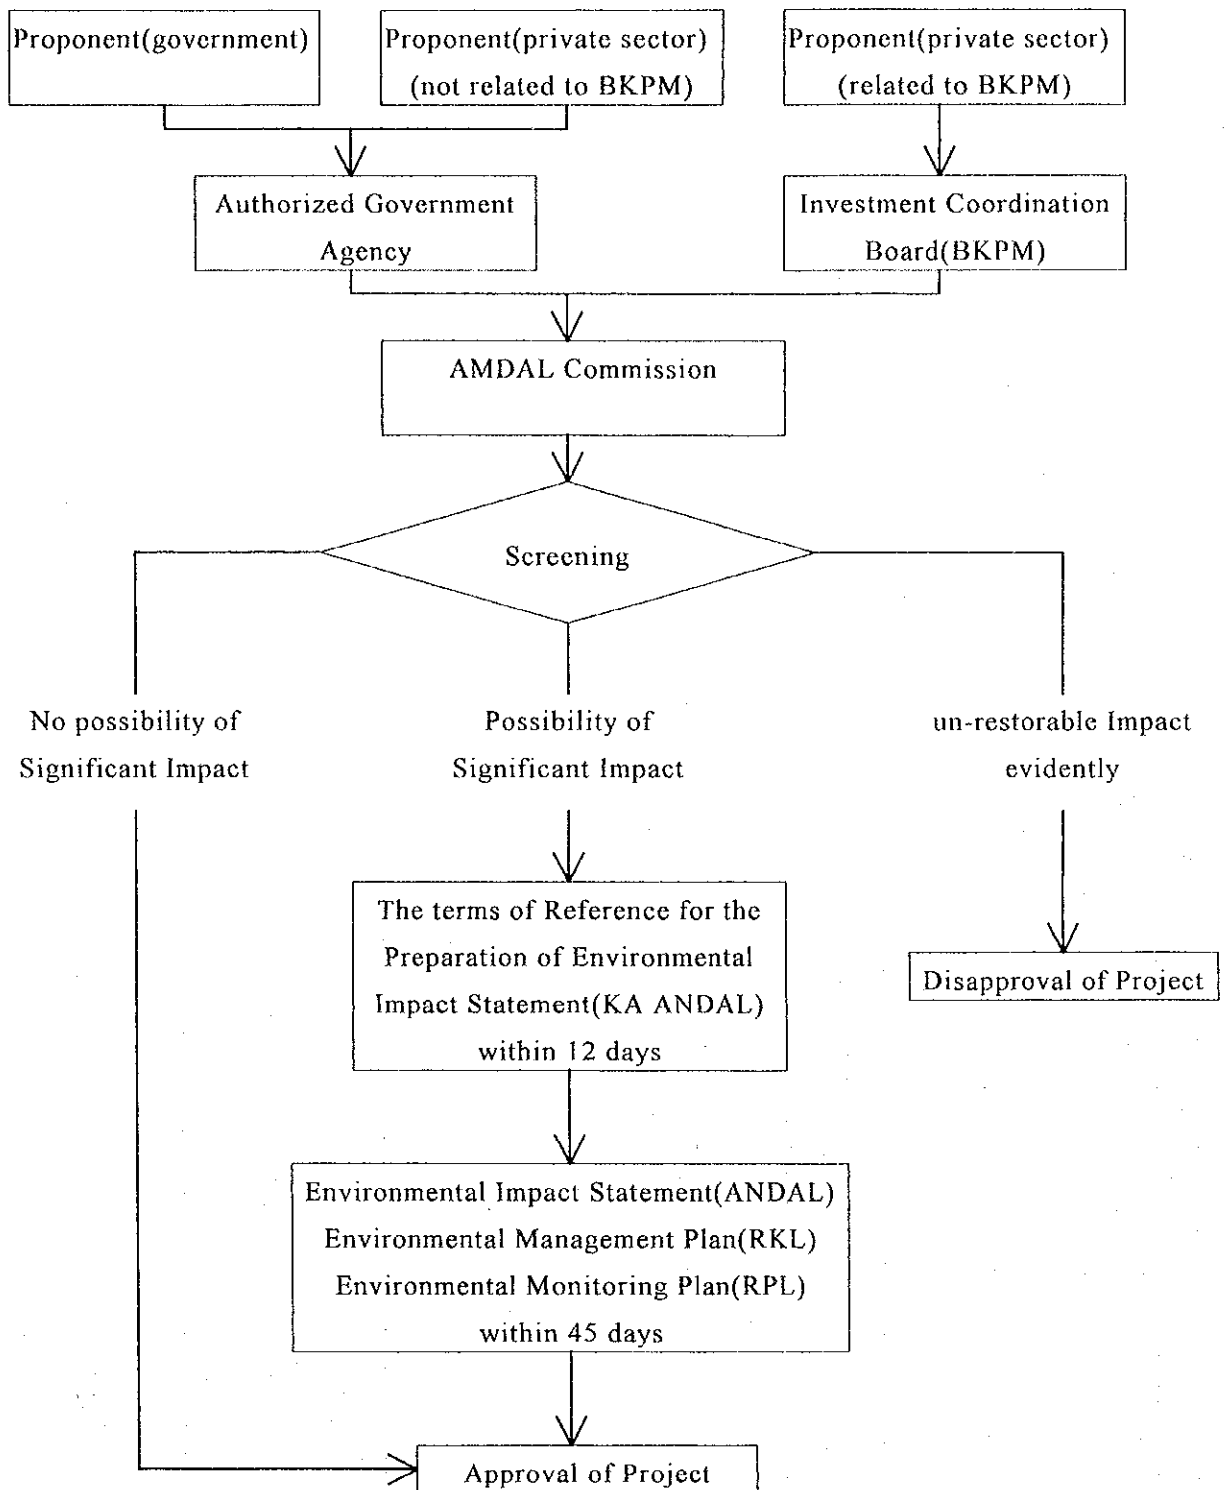 Proponent(government)
Proponent(private sector)
(not related to BKPM)
Proponent(private sector)
(related to BKPM)
Authorized Government
Agency
Investment Coordination
Board(BKPM)
AMDAL Commission
Screening
No possibility of
Significant Impact
Possibility of
Significant Impact
un-restorable Impact
evidently
The terms of Reference for the
Preparation of Environmental
Impact Statement(KA ANDAL)
within 12 days
Disapproval of Project
Environmental Impact Statement(ANDAL)
Environmental Management Plan(RKL)
Environmental Monitoring Plan(RPL)
within 45 days
Approval of Project